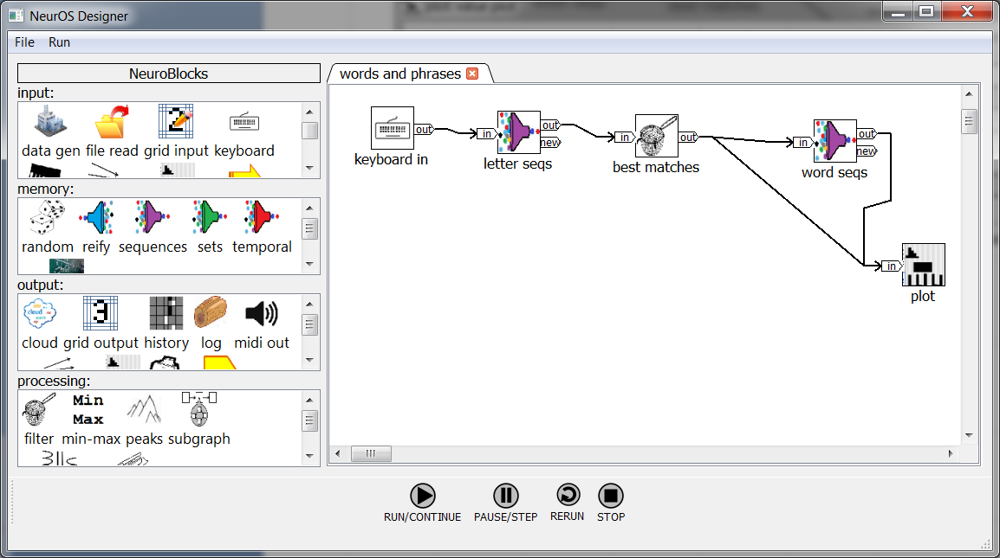 NeurOS Designer
File Run
NeuroBlocks
input:
data gen file read grid input keyboard
memory:
random reify sequences sets temporal
output:
cloud grid output history log midi out
processing:
Min
Max
filter min-max peaks subgraph
words and phrases
out
keyboard in
in out
new
letter seqs
in out
best matches
in out
new
word seqs
in
plot
RUN/CONTINUE PAUSE/STEP RERUN STOP